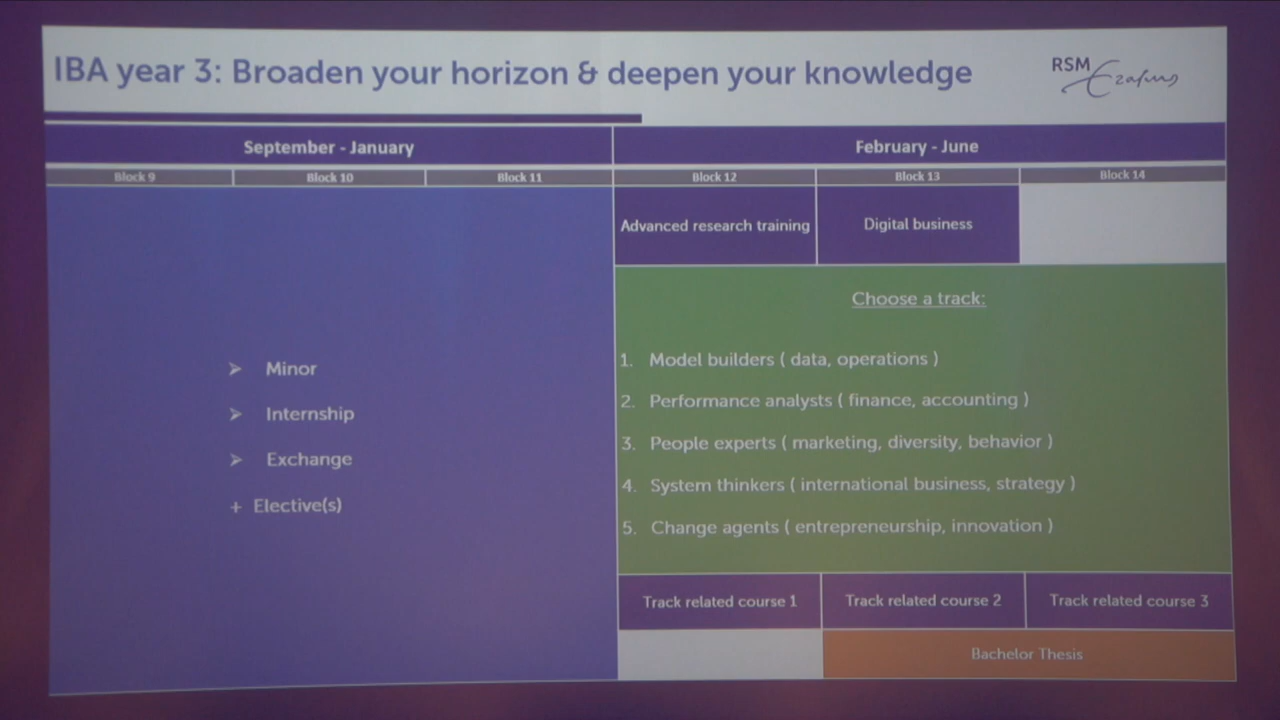 IBA year 3: Broaden your horizon & deepen your knowledge
RSM
Erasmus
September - January
February - June
Block 9
Block 10
Block 11
Block 12
Block 13
Block 14
Advanced research training
Digital business
➢ Minor
➢ Internship
➢ Exchange
+ Elective(s)
Choose a track:
1. Model builders ( data, operations )
2. Performance analysts ( finance, accounting )
3. People experts ( marketing, diversity, behavior )
4. System thinkers ( international business, strategy )
5. Change agents ( entrepreneurship, innovation )
Track related course 1
Track related course 2
Track related course 3
Bachelor Thesis